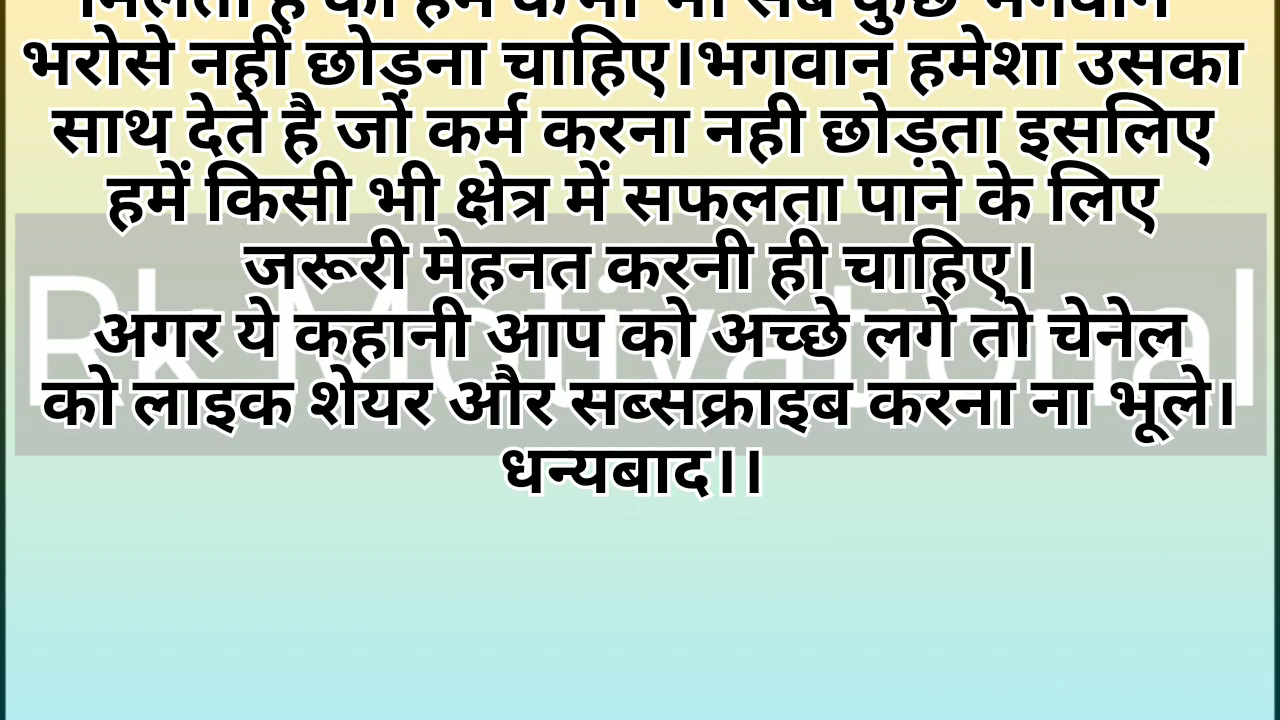 मिलती है की हमें कभी भी सब कुछ भगवान
भरोसे नहीं छोड़ना चाहिए।भगवान हमेशा उसका
साथ देते है जो कर्म करना नही छोड़ता इसलिए
हमें किसी भी क्षेत्र में सफलता पाने के लिए
जरूरी मेहनत करनी ही चाहिए।
Rk Motivational
अगर ये कहानी आप को अच्छे लगे तो चेनेल
को लाइक शेयर और सब्सक्राइब करना ना भूले।
धन्यबाद।।